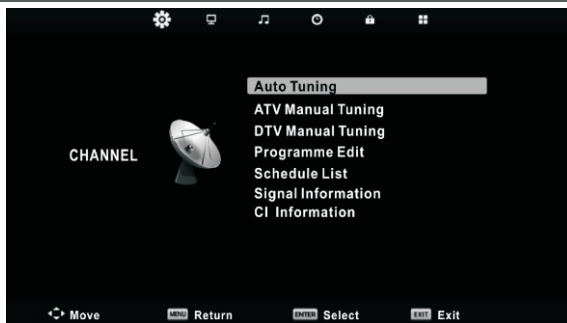 Auto Tuning
ATV Manual Tuning
DTV Manual Tuning
CHANNEL
Programme Edit
Schedule List
Signal Information
CI Information
Move MENU Return ENTER Select EXIT Exit